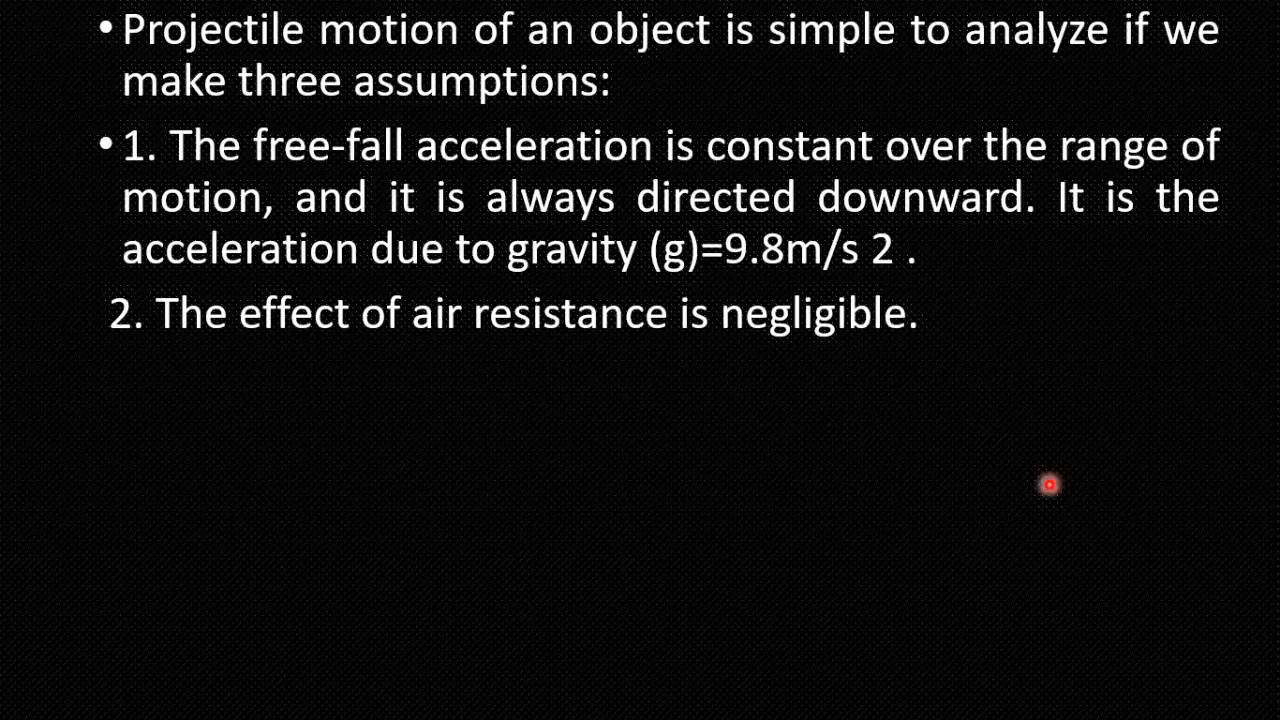 • Projectile motion of an object is simple to analyze if we
make three assumptions:
• 1. The free-fall acceleration is constant over the range of
motion, and it is always directed downward. It is the
acceleration due to gravity (g)=9.8m/s 2 .
2. The effect of air resistance is negligible.